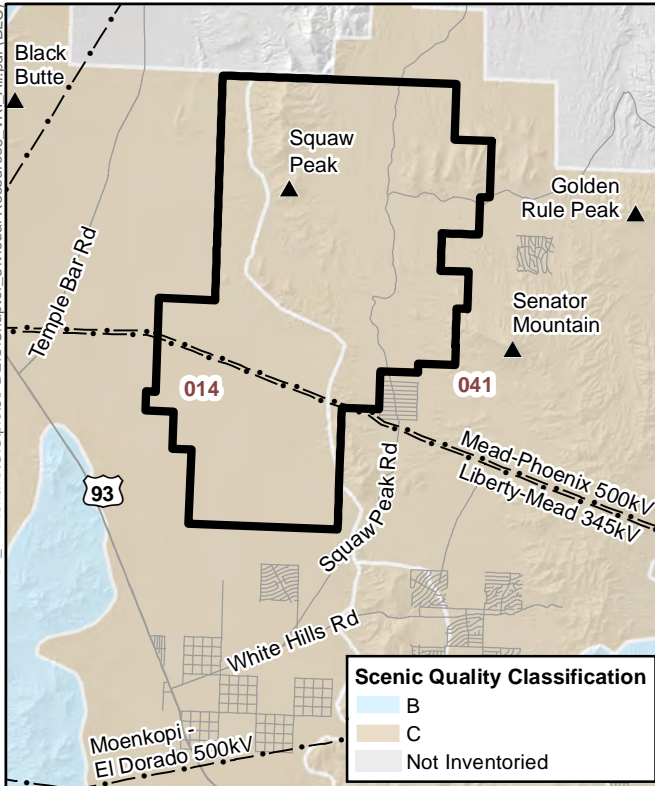 Black
Butte
Squaw
Peak
Golden
Rule Peak
Temple Bar Rd
Senator
Mountain
014
041
Mead-Phoenix 500kV
Liberty-Mead 345kV
93
Squaw Peak Rd
White Hills Rd
Moenkopi -
El Dorado 500kV
Scenic Quality Classification
B
C
Not Inventoried